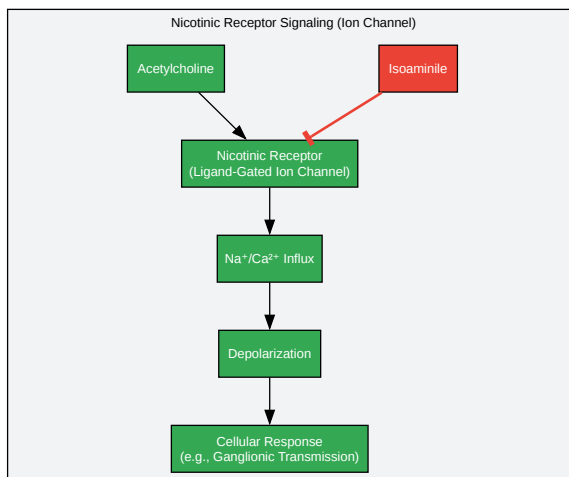 Nicotinic Receptor Signaling (Ion Channel)
Acetylcholine
Isoaminile
Nicotinic Receptor
(Ligand-Gated Ion Channel)
Na⁺/Ca²⁺ Influx
Depolarization
Cellular Response
(e.g., Ganglionic Transmission)